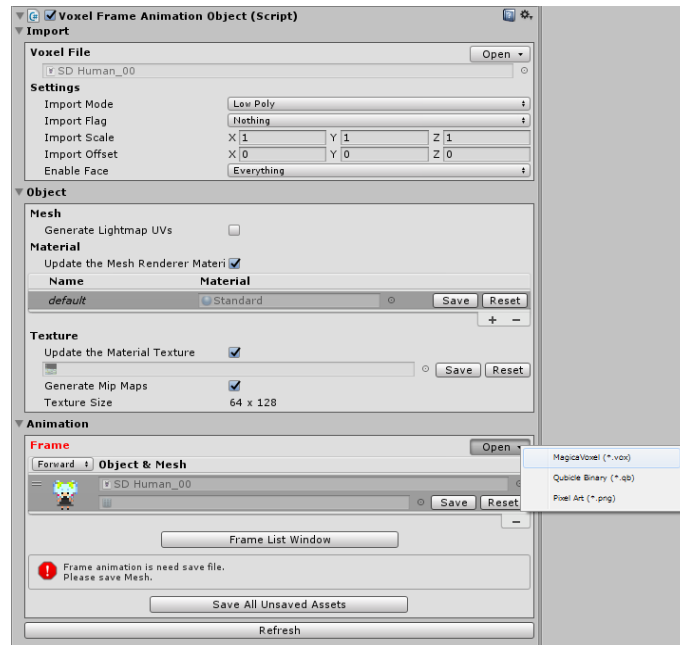 Voxel Frame Animation Object (Script)
Import
Voxel File
Open
SD Human_00
Settings
Import Mode Low Poly
Import Flag Nothing
Import Scale X 1 Y 1 Z 1
Import Offset X 0 Y 0 Z 0
Enable Face Everything
Object
Mesh
Generate Lightmap UVs
Material
Update the Mesh Renderer Materi
Name Material
default Standard Save Reset
+ −
Texture
Update the Material Texture
Save Reset
Generate Mip Maps
Texture Size 64 x 128
Animation
Frame Open
Forward Object & Mesh
SD Human_00
Save Reset
−
MagicaVoxel (*.vox)
Qubicle Binary (*.qb)
Pixel Art (*.png)
Frame List Window
Frame animation is need save file.
Please save Mesh.
Save All Unsaved Assets
Refresh